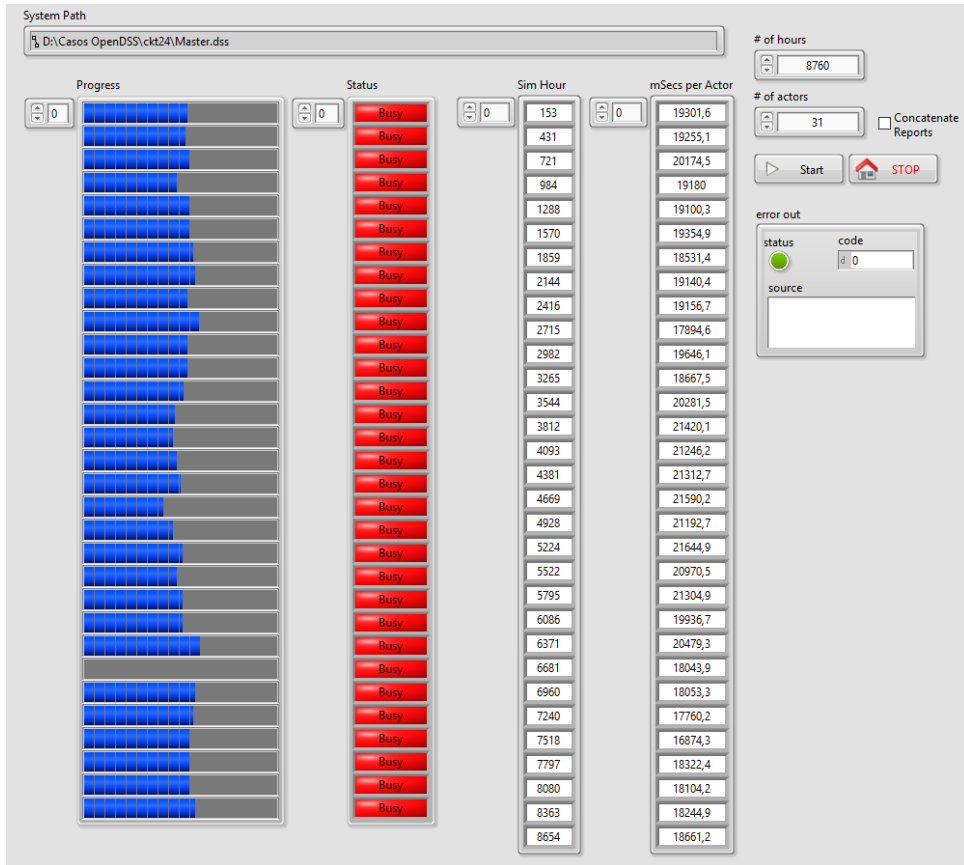 System Path
D:\Casos OpenDSS\ckt24\Master.dss
# of hours
8760
# of actors
31
Concatenate
Reports
Start STOP
error out
status code
d 0
source
Progress Status Sim Hour mSecs per Actor
0 0 0 0
Busy 153 19301,6
Busy 431 19255,1
Busy 721 20174,5
Busy 984 19180
Busy 1288 19100,3
Busy 1570 19354,9
Busy 1859 18531,4
Busy 2144 19140,4
Busy 2416 19156,7
Busy 2715 17894,6
Busy 2982 19646,1
Busy 3265 18667,5
Busy 3544 20281,5
Busy 3812 21420,1
Busy 4093 21246,2
Busy 4381 21312,7
Busy 4669 21590,2
Busy 4928 21192,7
Busy 5224 21644,9
Busy 5522 20970,5
Busy 5795 21304,9
Busy 6086 19936,7
Busy 6371 20479,3
Busy 6681 18043,9
Busy 6960 18053,3
Busy 7240 17760,2
Busy 7518 16874,3
Busy 7797 18322,4
Busy 8080 18104,2
Busy 8363 18244,9
Busy 8654 18661,2